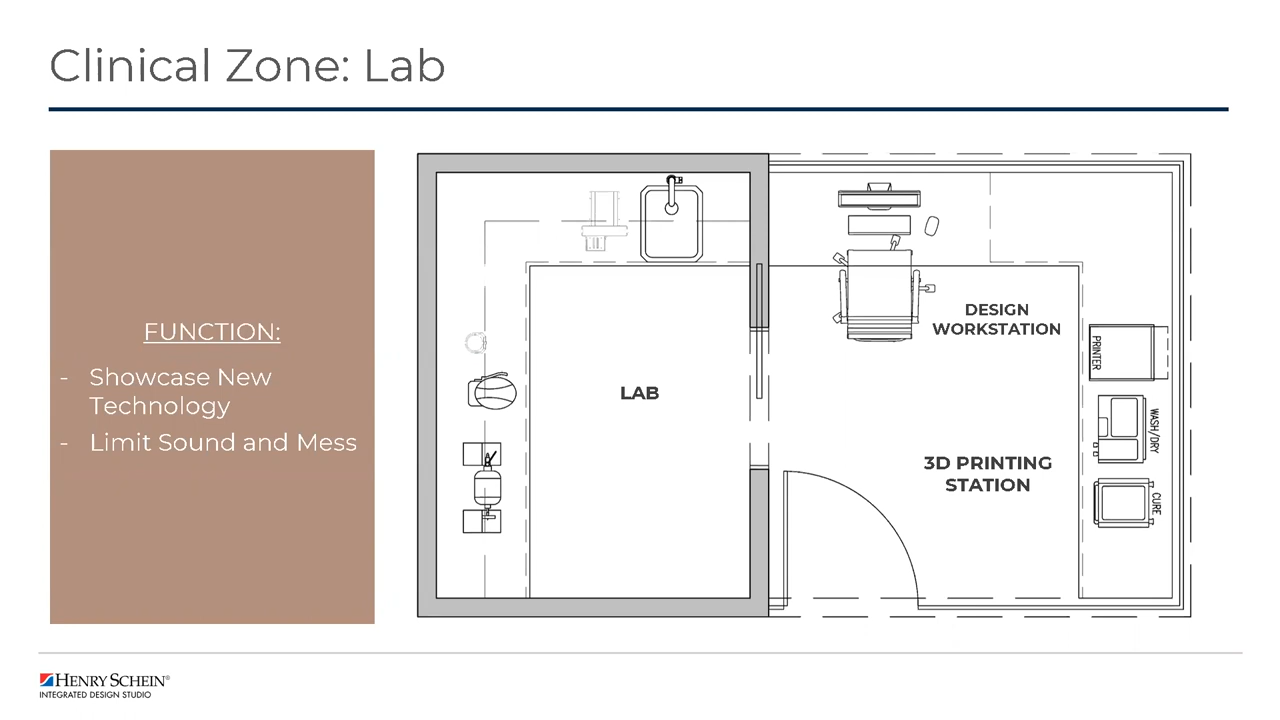 Clinical Zone: Lab
FUNCTION:
- Showcase New
Technology
- Limit Sound and Mess
LAB
DESIGN
WORKSTATION
3D PRINTING
STATION
PRINTER
WASH/DRY
CURE
HENRY SCHEIN®
INTEGRATED DESIGN STUDIO